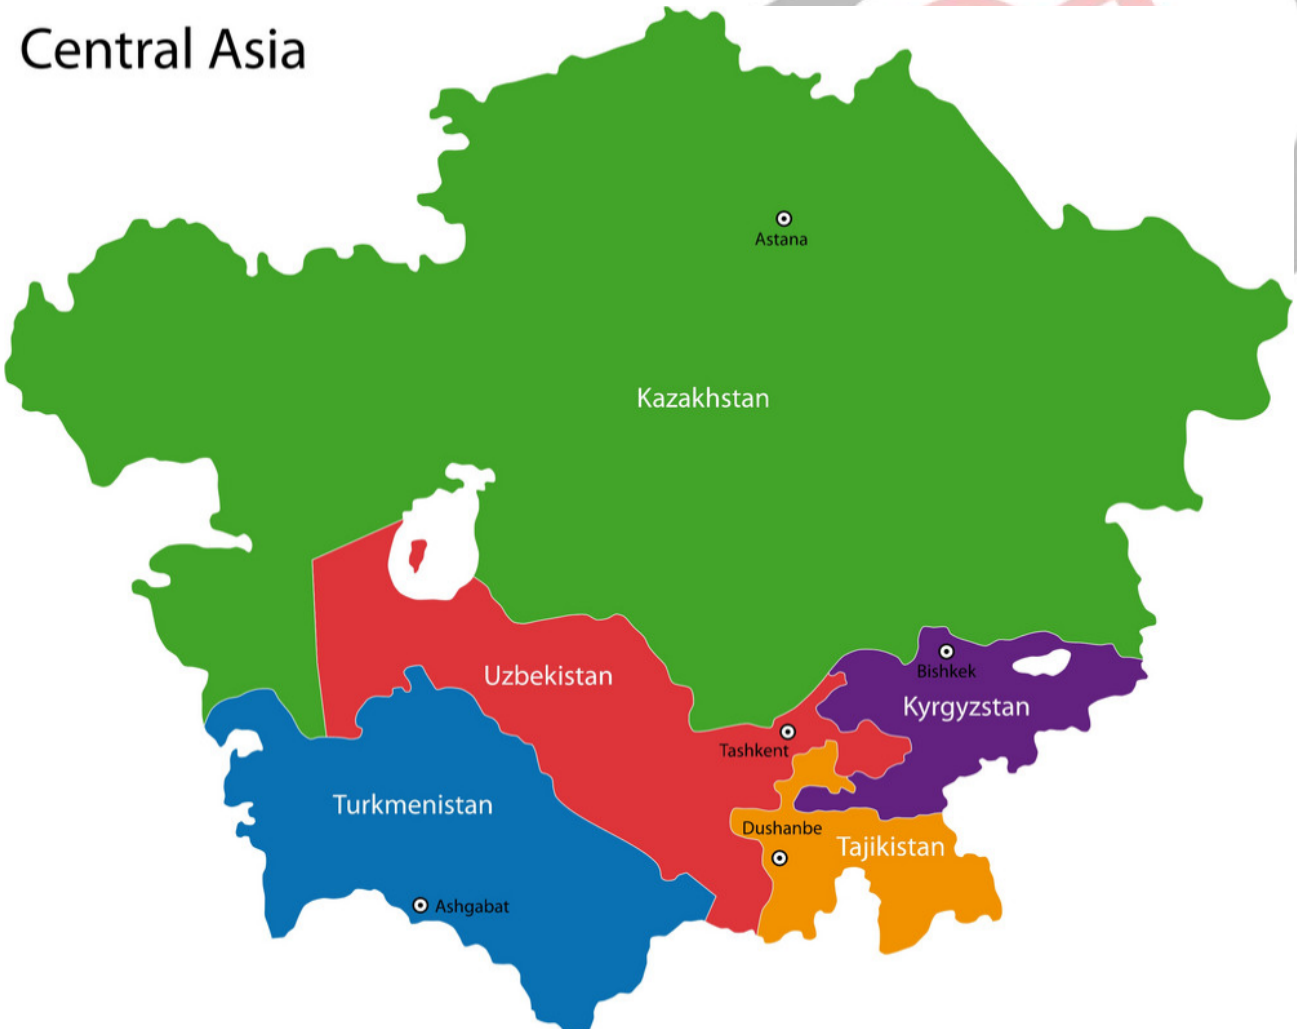 Central Asia
Astana
Kazakhstan
Bishkek
Uzbekistan
Kyrgyzstan
Tashkent
Turkmenistan
Dushanbe
Tajikistan
Ashgabat